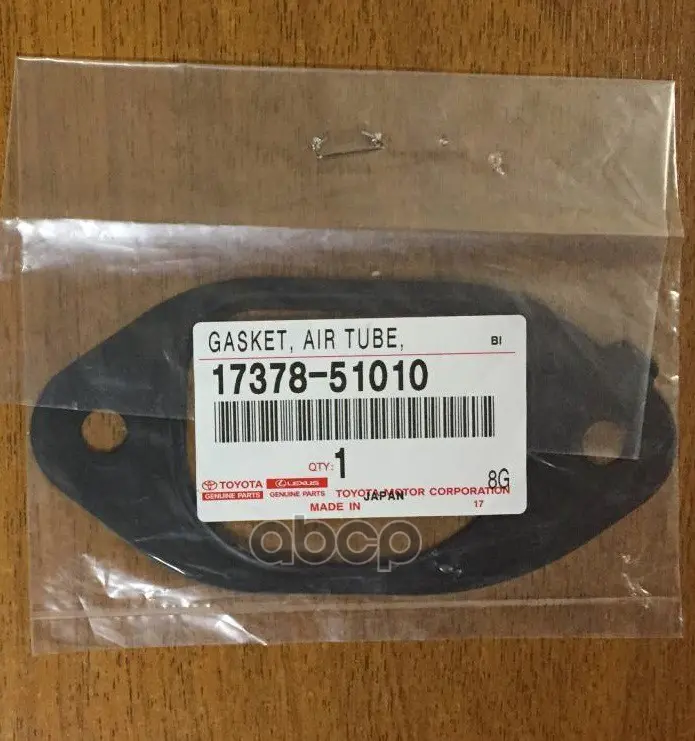 GASKET, AIR TUBE, BI
17378-51010
QTY: 1
8G
TOYOTA LEXUS
GENUINE PARTS GENUINE PARTS TOYOTA MOTOR CORPORATION
MADE IN JAPAN 17
abcp